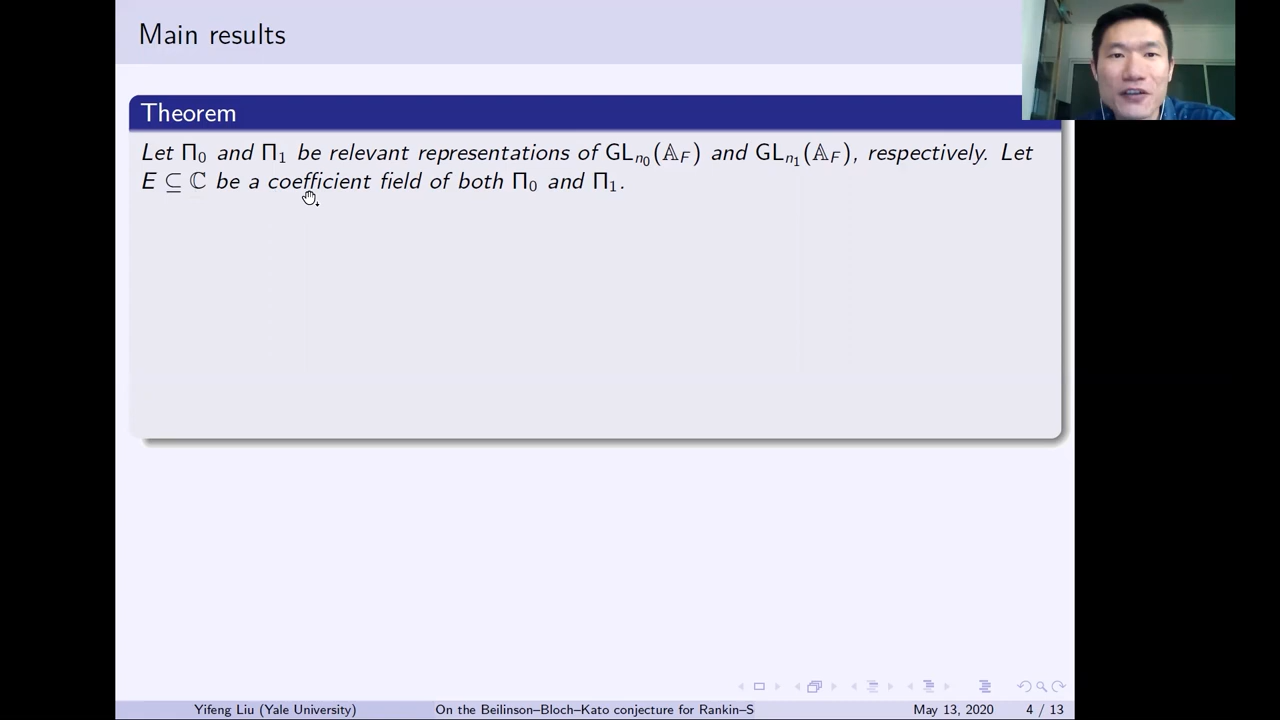 Main results
Theorem
Let Π₀ and Π₁ be relevant representations of GLₙ₀(𝔸_F) and GLₙ₁(𝔸_F), respectively. Let
E ⊆ ℂ be a coefficient field of both Π₀ and Π₁.
Yifeng Liu (Yale University) On the Beilinson–Bloch–Kato conjecture for Rankin–S May 13, 2020 4 / 13